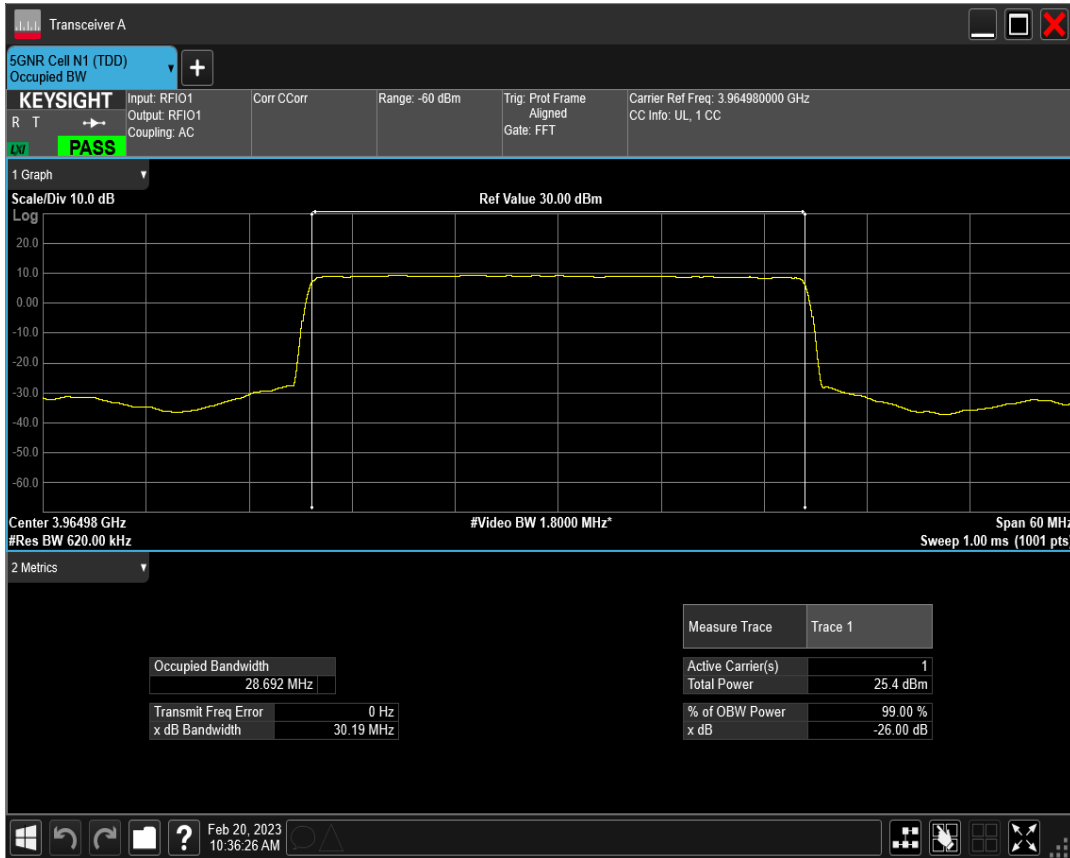 Transceiver A
5GNR Cell N1 (TDD)
Occupied BW
+
KEYSIGHT
R T
LXI
PASS
Input: RFIO1
Output: RFIO1
Coupling: AC
Corr CCorr
Range: -60 dBm
Trig: Prot Frame
Aligned
Gate: FFT
Carrier Ref Freq: 3.964980000 GHz
CC Info: UL, 1 CC
1 Graph
Scale/Div 10.0 dB
Ref Value 30.00 dBm
Log
20.0
10.0
0.00
-10.0
-20.0
-30.0
-40.0
-50.0
-60.0
Center 3.96498 GHz
#Video BW 1.8000 MHz*
Span 60 MHz
#Res BW 620.00 kHz
Sweep 1.00 ms (1001 pts)
2 Metrics
Measure Trace Trace 1
Occupied Bandwidth
28.692 MHz
Active Carrier(s) 1
Total Power 25.4 dBm
Transmit Freq Error 0 Hz
x dB Bandwidth 30.19 MHz
% of OBW Power 99.00 %
x dB -26.00 dB
?
Feb 20, 2023
10:36:26 AM